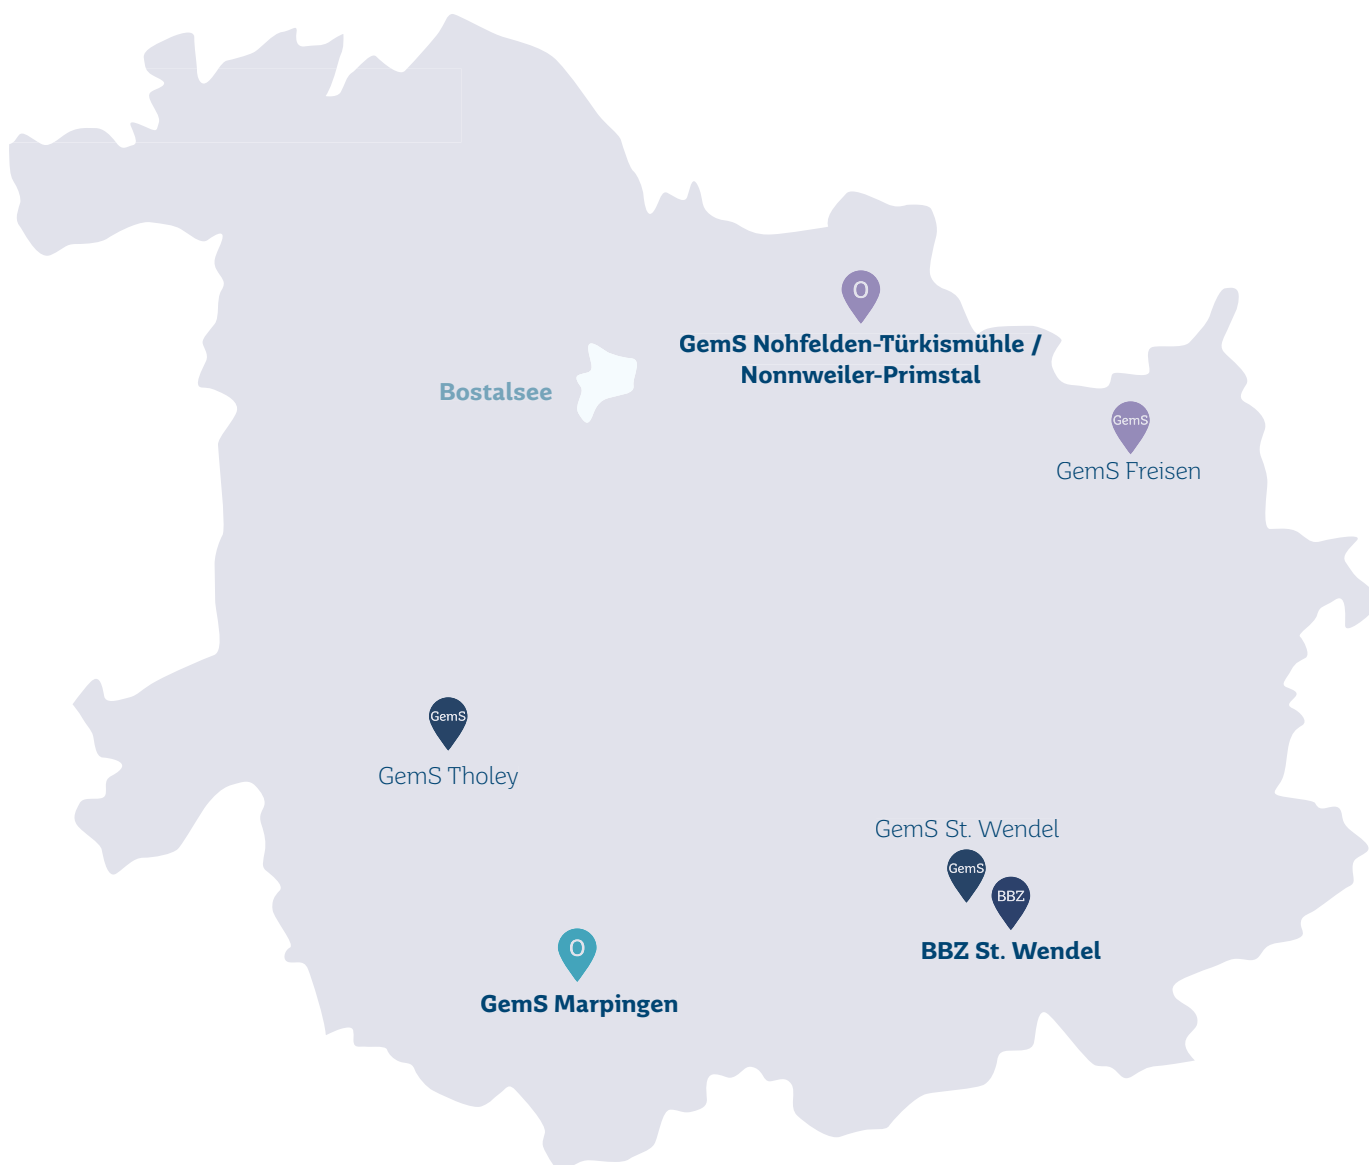 O
GemS Nohfelden-Türkismühle /
Nonnweiler-Primstal
Bostalsee
GemS
GemS Freisen
GemS
GemS Tholey
GemS St. Wendel
GemS
BBZ
BBZ St. Wendel
O
GemS Marpingen